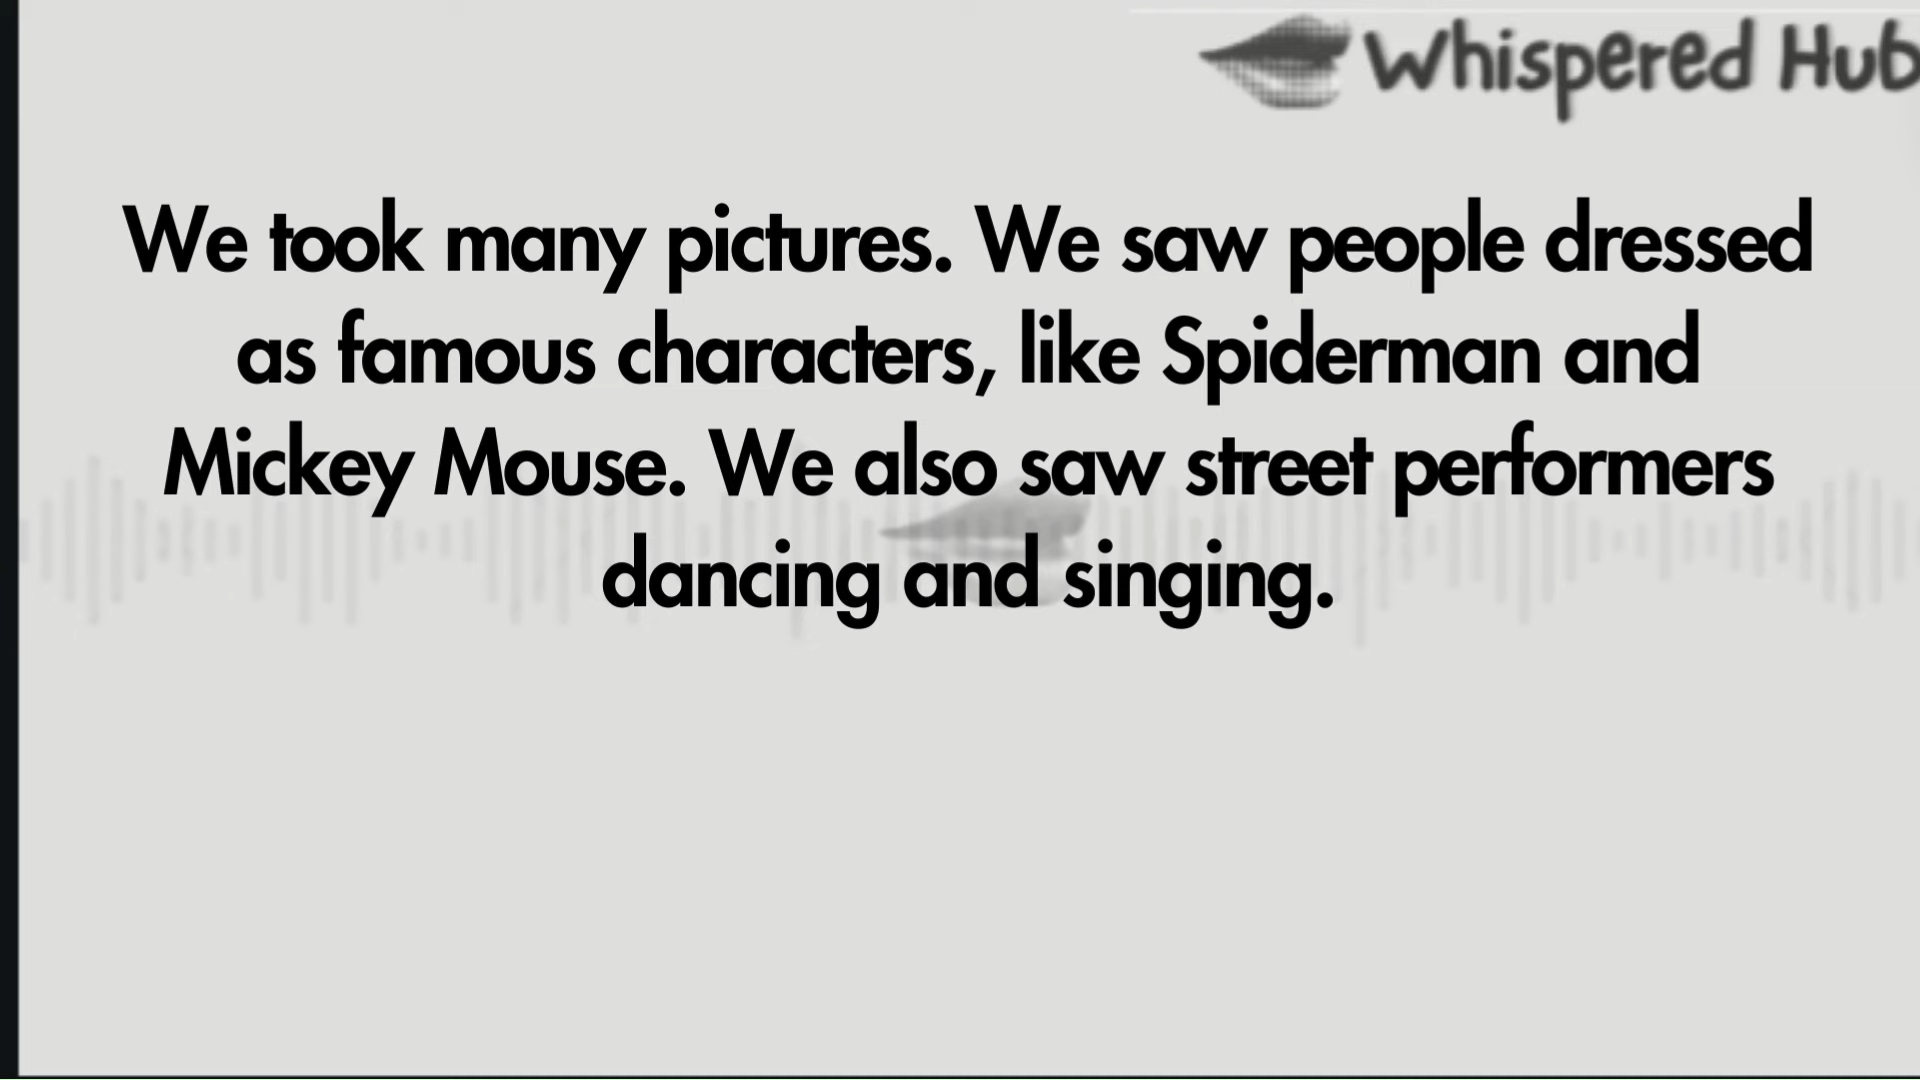 Whispered Hub
We took many pictures. We saw people dressed
as famous characters, like Spiderman and
Mickey Mouse. We also saw street performers
dancing and singing.